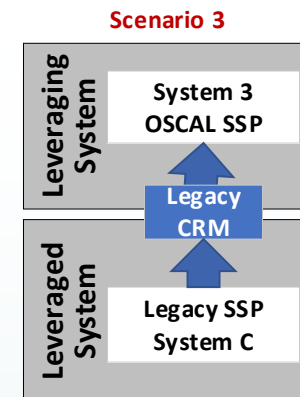 Scenario 3
Leveraging
System
System 3
OSCAL SSP
Legacy
CRM
Leveraged
System
Legacy SSP
System C